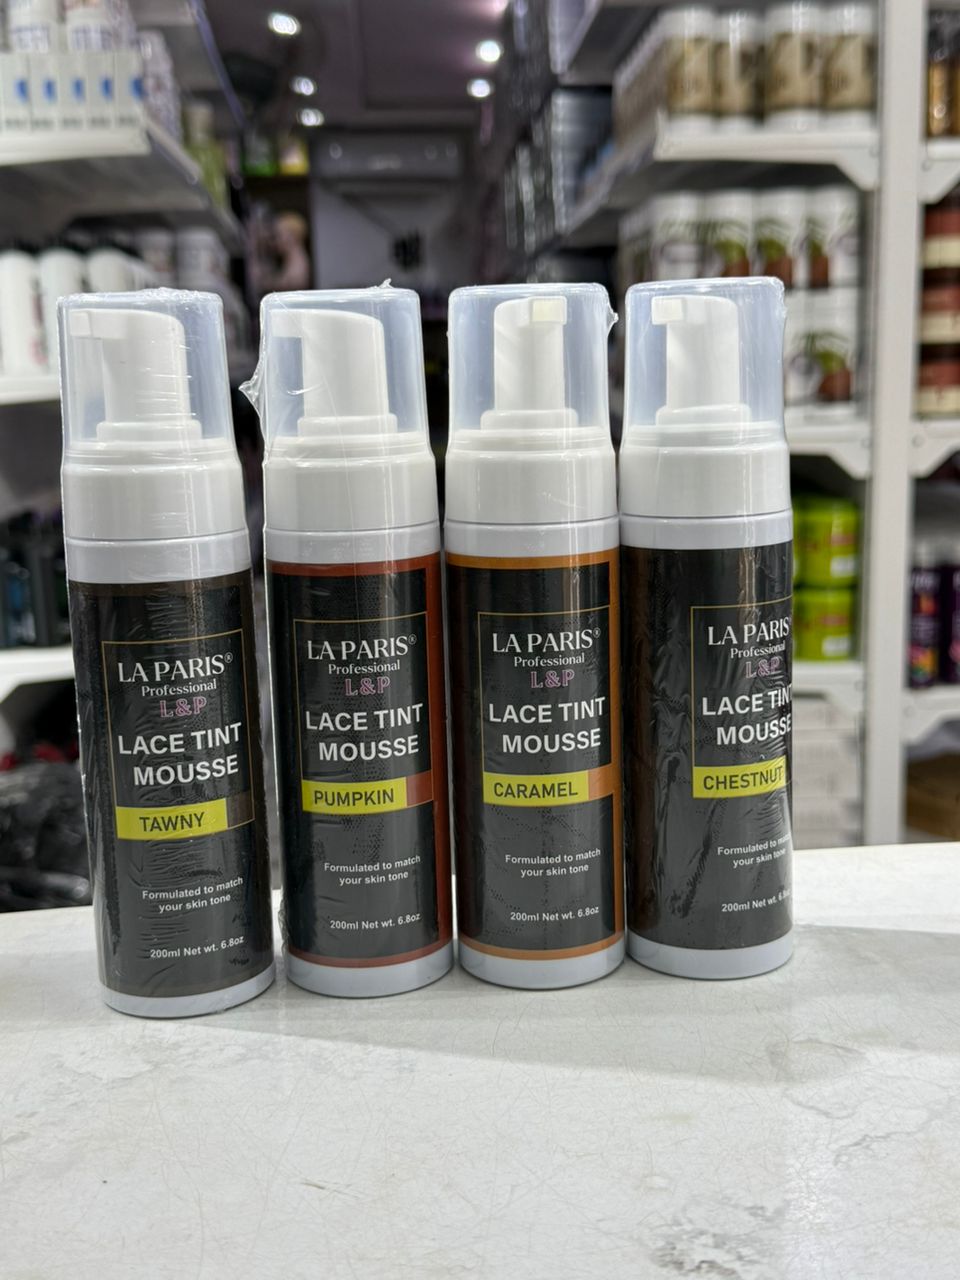 LA PARIS®
Professional
L&P
LACE TINT
MOUSSE
TAWNY
Formulated to match
your skin tone
200ml Net wt. 6.8oz
LA PARIS®
Professional
L&P
LACE TINT
MOUSSE
PUMPKIN
Formulated to match
your skin tone
200ml Net wt. 6.8oz
LA PARIS®
Professional
L&P
LACE TINT
MOUSSE
CARAMEL
Formulated to match
your skin tone
200ml Net wt. 6.8oz
LA PARIS
Professional
L&P
LACE TINT
MOUSSE
CHESTNUT
Formulated to match
your skin tone
200ml Net wt. 6.8oz